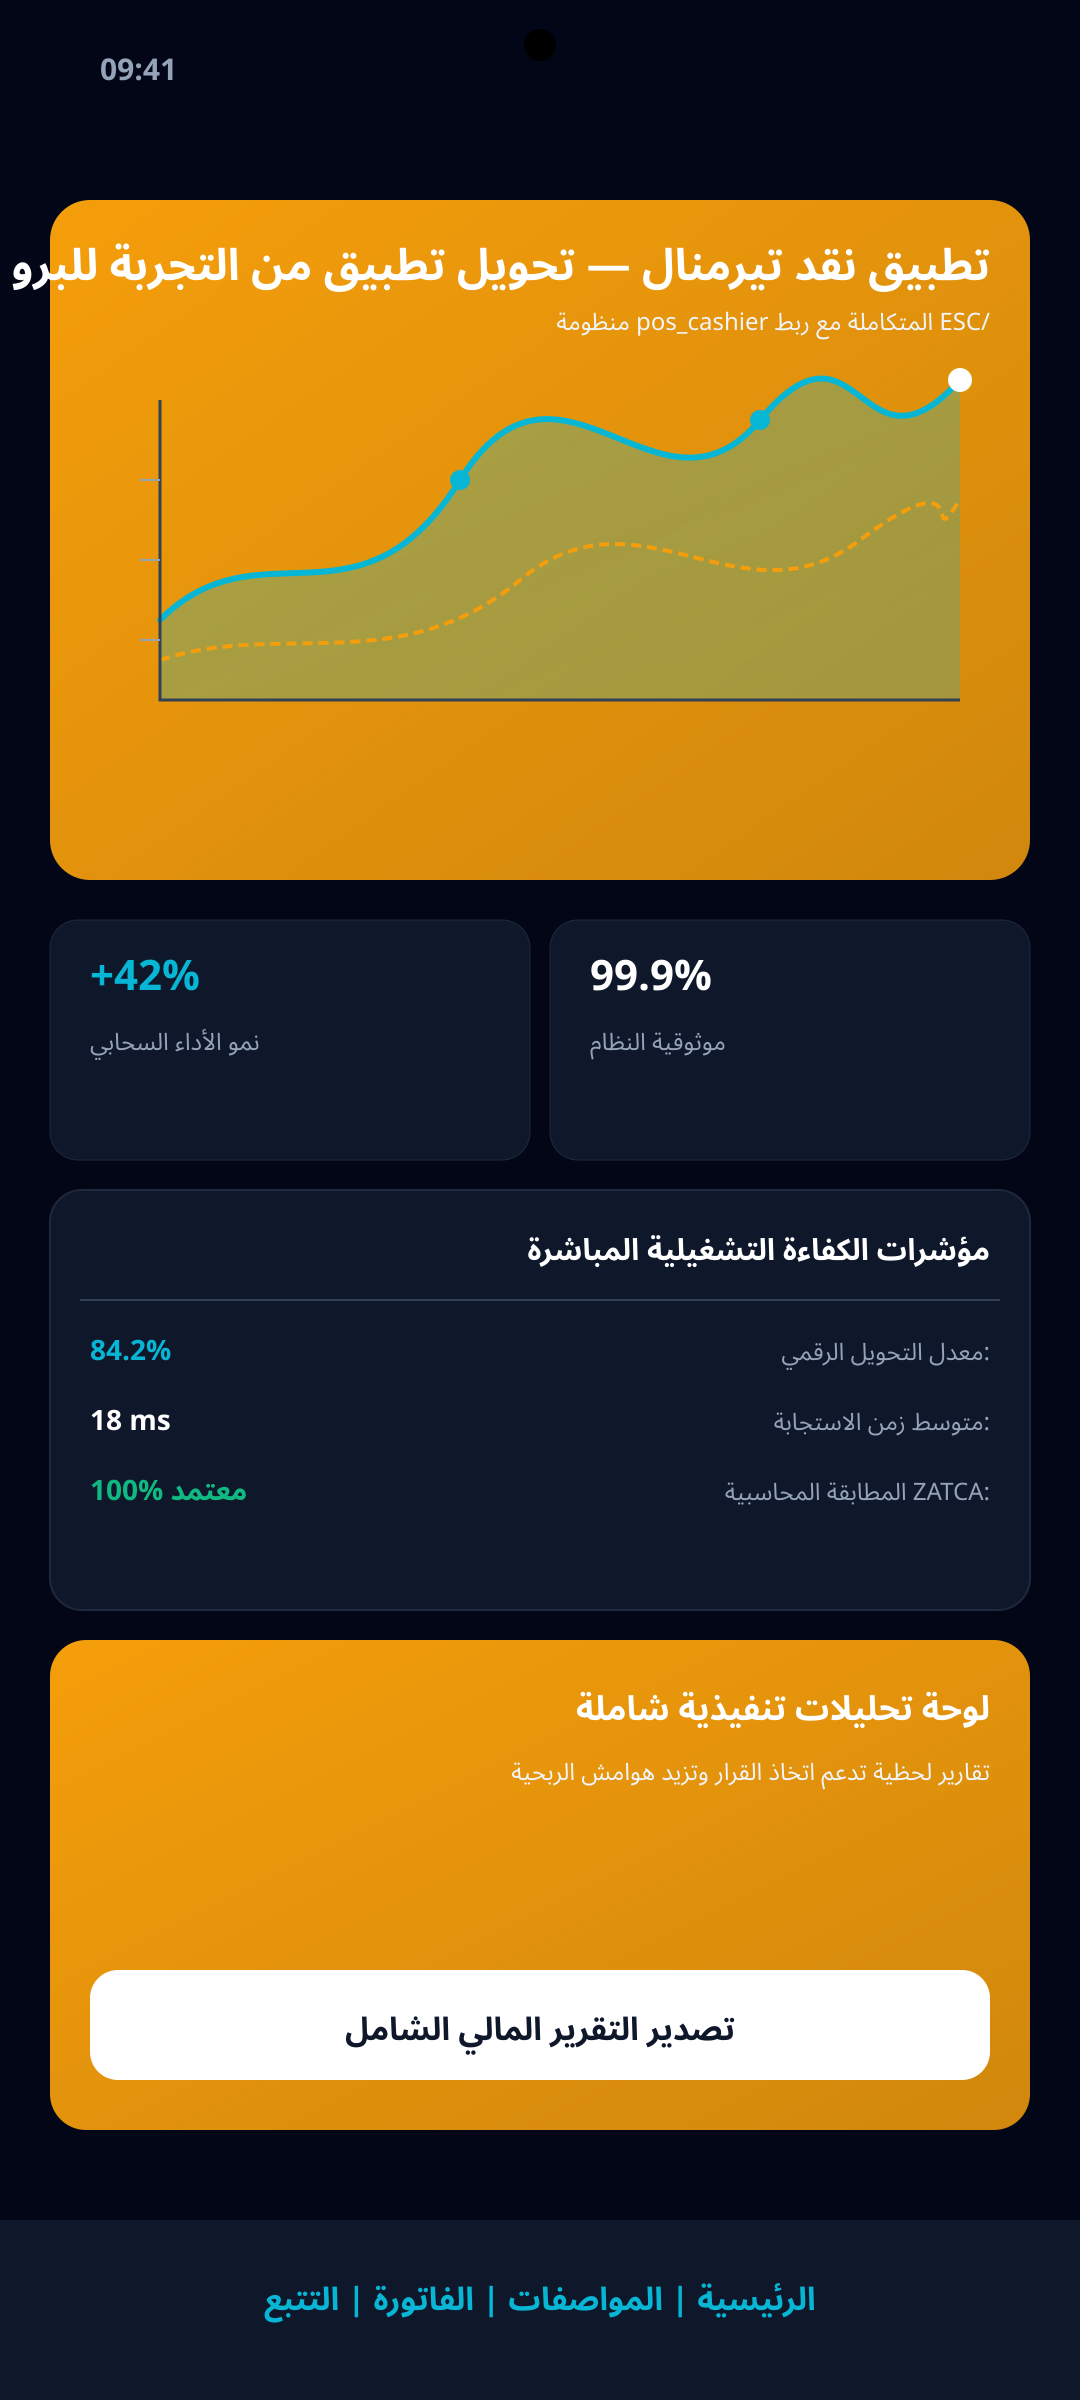 09:41
تطبيق نقد تيرمنال — تحويل تطبيق من التجربة للبرو
منظومة pos_cashier المتكاملة مع ربط ESC/
+42%
نمو الأداء السحابي
99.9%
موثوقية النظام
مؤشرات الكفاءة التشغيلية المباشرة
معدل التحويل الرقمي:
84.2%
متوسط زمن الاستجابة:
18 ms
المطابقة المحاسبية ZATCA:
100% معتمد
لوحة تحليلات تنفيذية شاملة
تقارير لحظية تدعم اتخاذ القرار وتزيد هوامش الربحية
تصدير التقرير المالي الشامل
الرئيسية | المواصفات | الفاتورة | التتبع